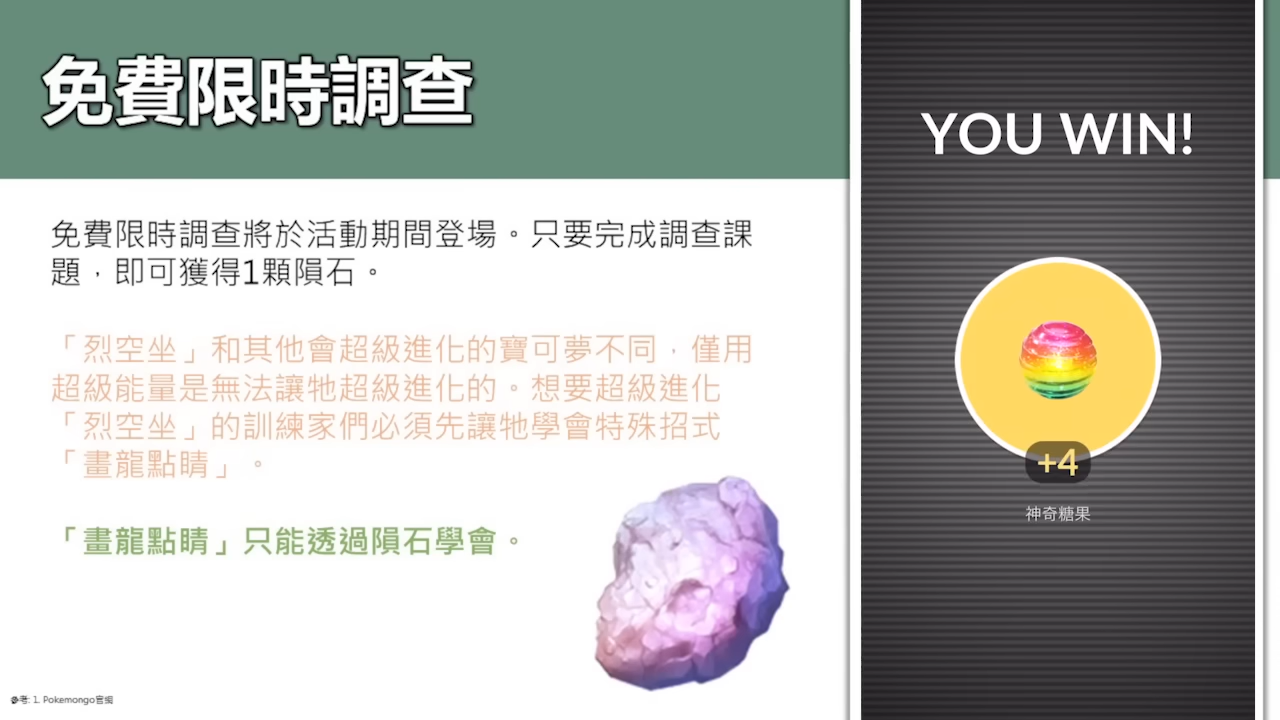 免費限時調查
免費限時調查將於活動期間登場。只要完成調查課
題，即可獲得1顆隕石。
「烈空坐」和其他會超級進化的寶可夢不同，僅用
超級能量是無法讓牠超級進化的。想要超級進化
「烈空坐」的訓練家們必須先讓牠學會特殊招式
「畫龍點睛」。
「畫龍點睛」只能透過隕石學會。
參考: 1. Pokemongo官網
YOU WIN!
+4
神奇糖果